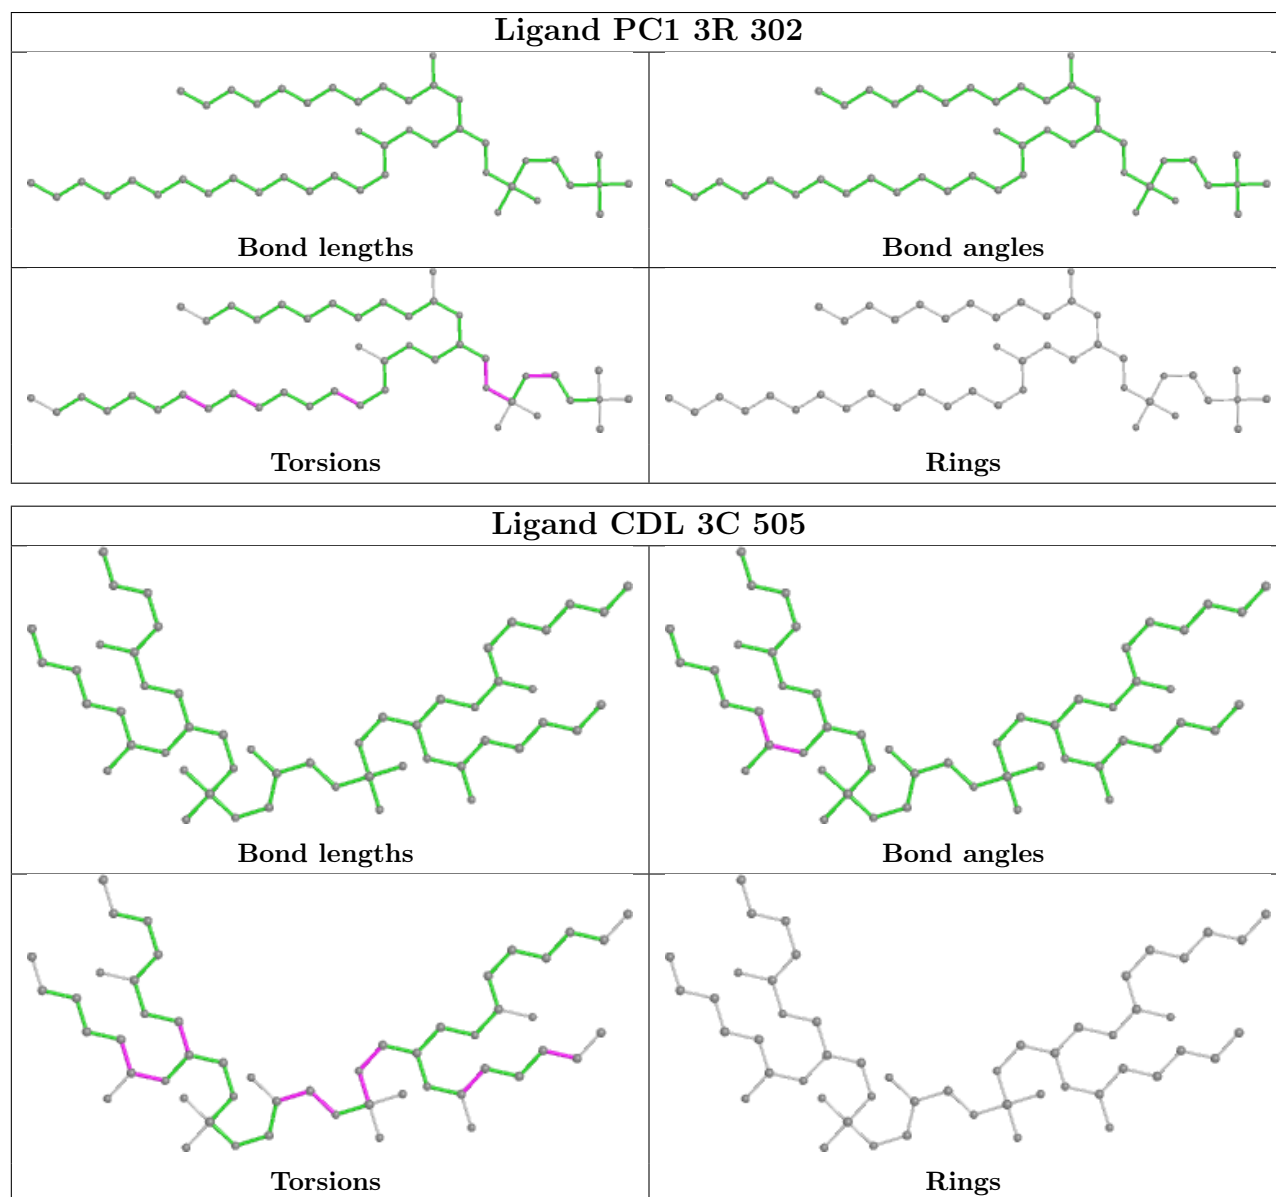 Ligand PC1 3R 302
Bond lengths
Bond angles
Torsions
Rings
Ligand CDL 3C 505
Bond lengths
Bond angles
Torsions
Rings